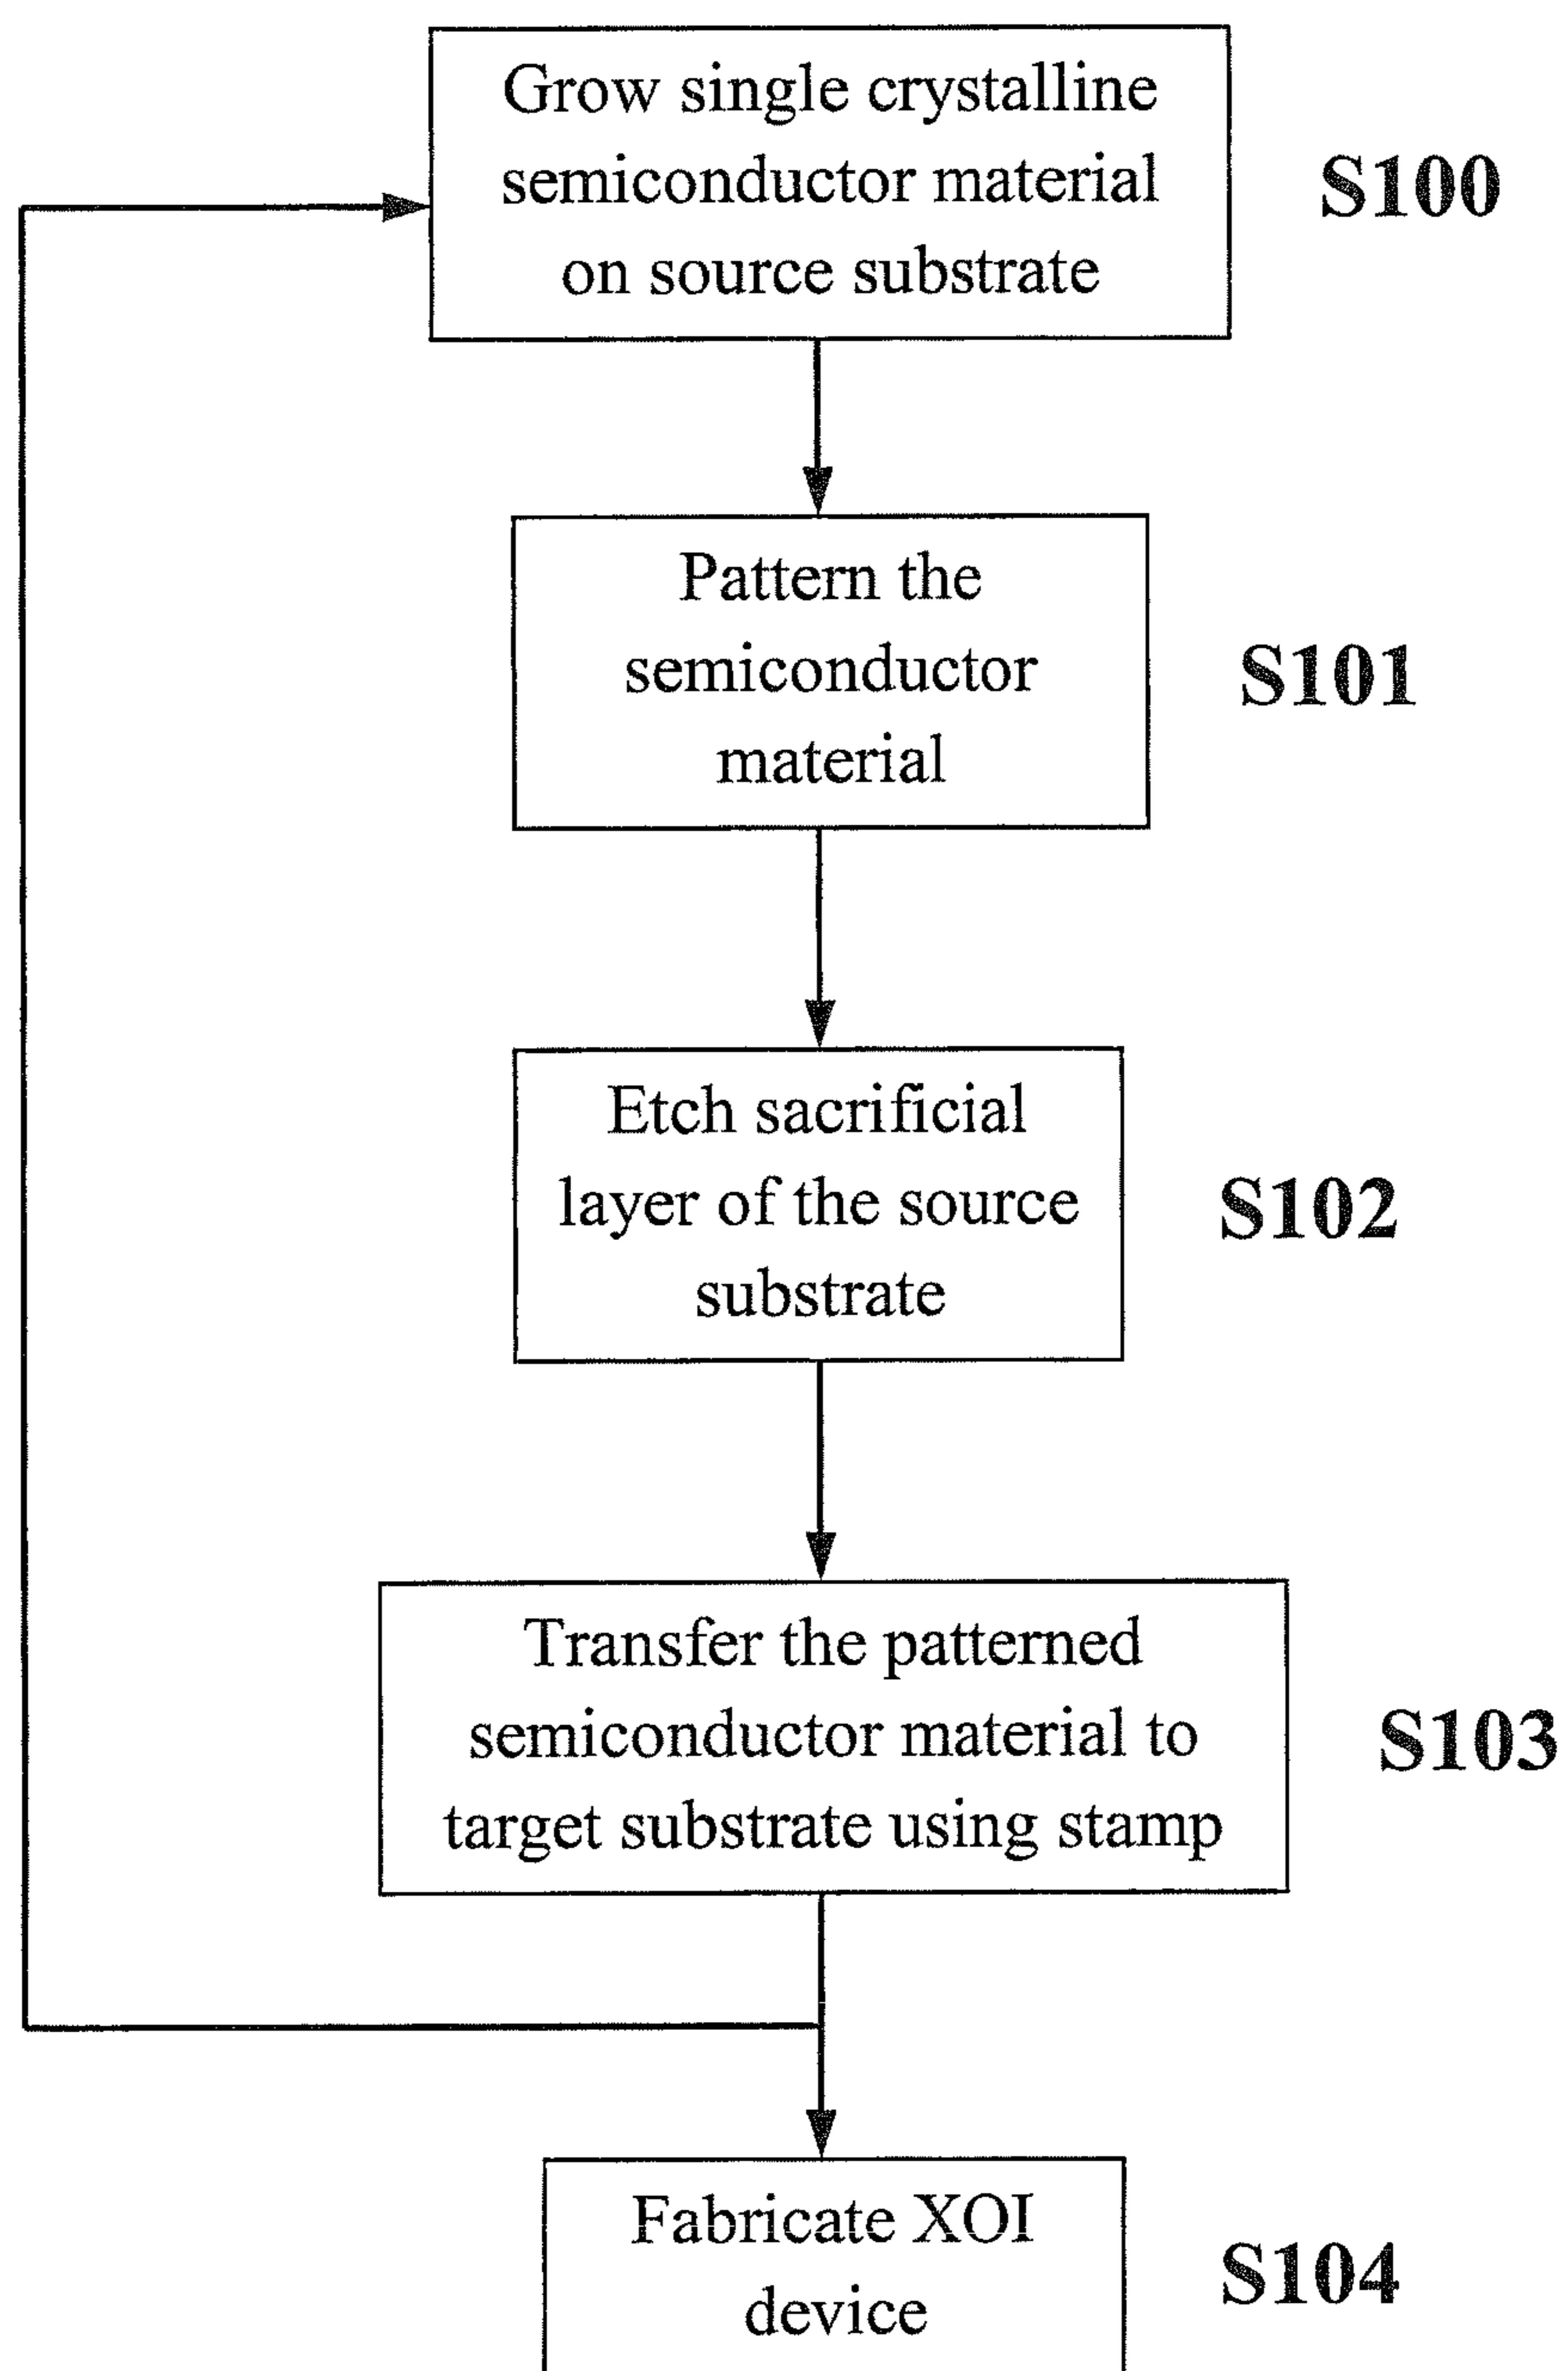 Grow single crystalline
semiconductor material
on source substrate
S100
Pattern the
semiconductor
material
S101
Etch sacrificial
layer of the source
substrate
S102
Transfer the patterned
semiconductor material to
target substrate using stamp
S103
Fabricate XOI
device
S104